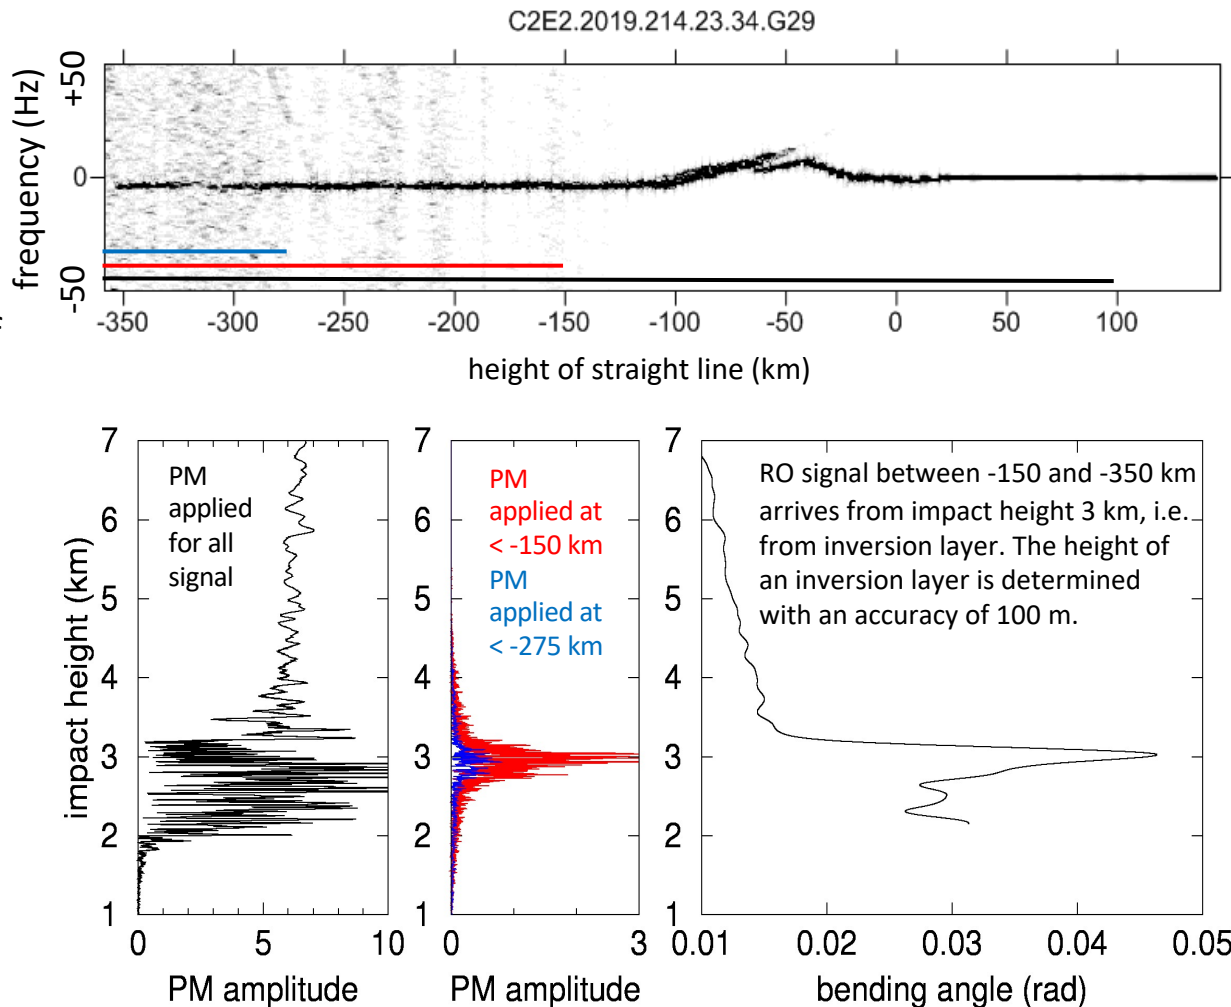 C2E2.2019.214.23.34.G29
+50
0
-50
frequency (Hz)
-350 -300 -250 -200 -150 -100 -50 0 50 100
height of straight line (km)
7
6
5
4
3
2
1
impact height (km)
PM
applied
for all
signal
0 5 10
PM amplitude
7
6
5
4
3
2
1
PM
applied at
< -150 km
PM
applied at
< -275 km
0 3
PM amplitude
7
6
5
4
3
2
1
RO signal between -150 and -350 km
arrives from impact height 3 km, i.e.
from inversion layer. The height of
an inversion layer is determined
with an accuracy of 100 m.
0.01 0.02 0.03 0.04 0.05
bending angle (rad)